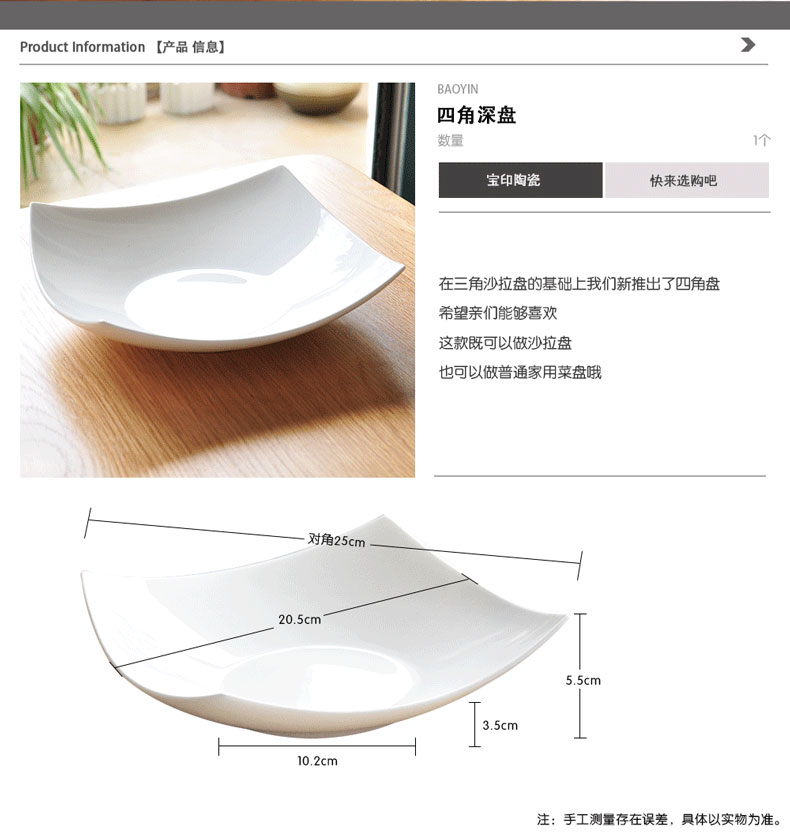 Product Information 【产品 信息】
BAOYIN
四角深盘
数量 1个
宝印陶瓷 快来选购吧
在三角沙拉盘的基础上我们新推出了四角盘
希望亲们能够喜欢
这款既可以做沙拉盘
也可以做普通家用菜盘哦
对角25cm
20.5cm
5.5cm
3.5cm
10.2cm
注：手工测量存在误差，具体以实物为准。